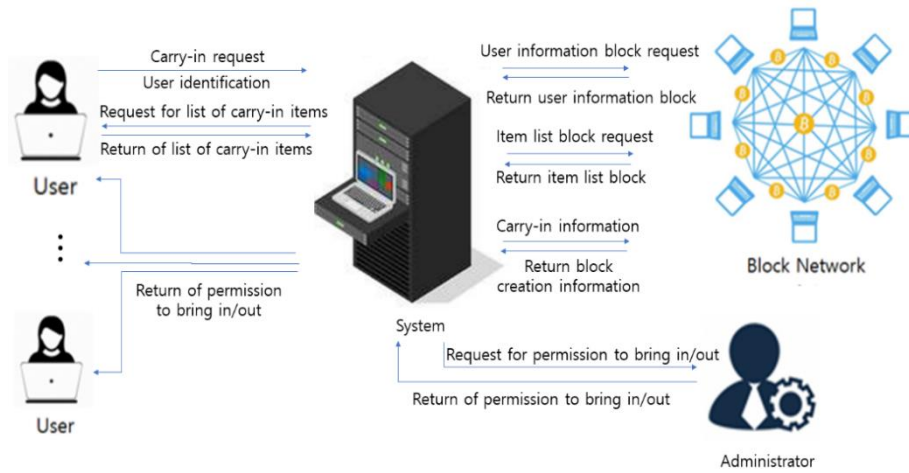 Carry-in request
User identification
Request for list of carry-in items
Return of list of carry-in items
User
Return of permission
to bring in/out
User
System
User information block request
Return user information block
Item list block request
Return item list block
Carry-in information
Return block
creation information
Block Network
Request for permission to bring in/out
Return of permission to bring in/out
Administrator